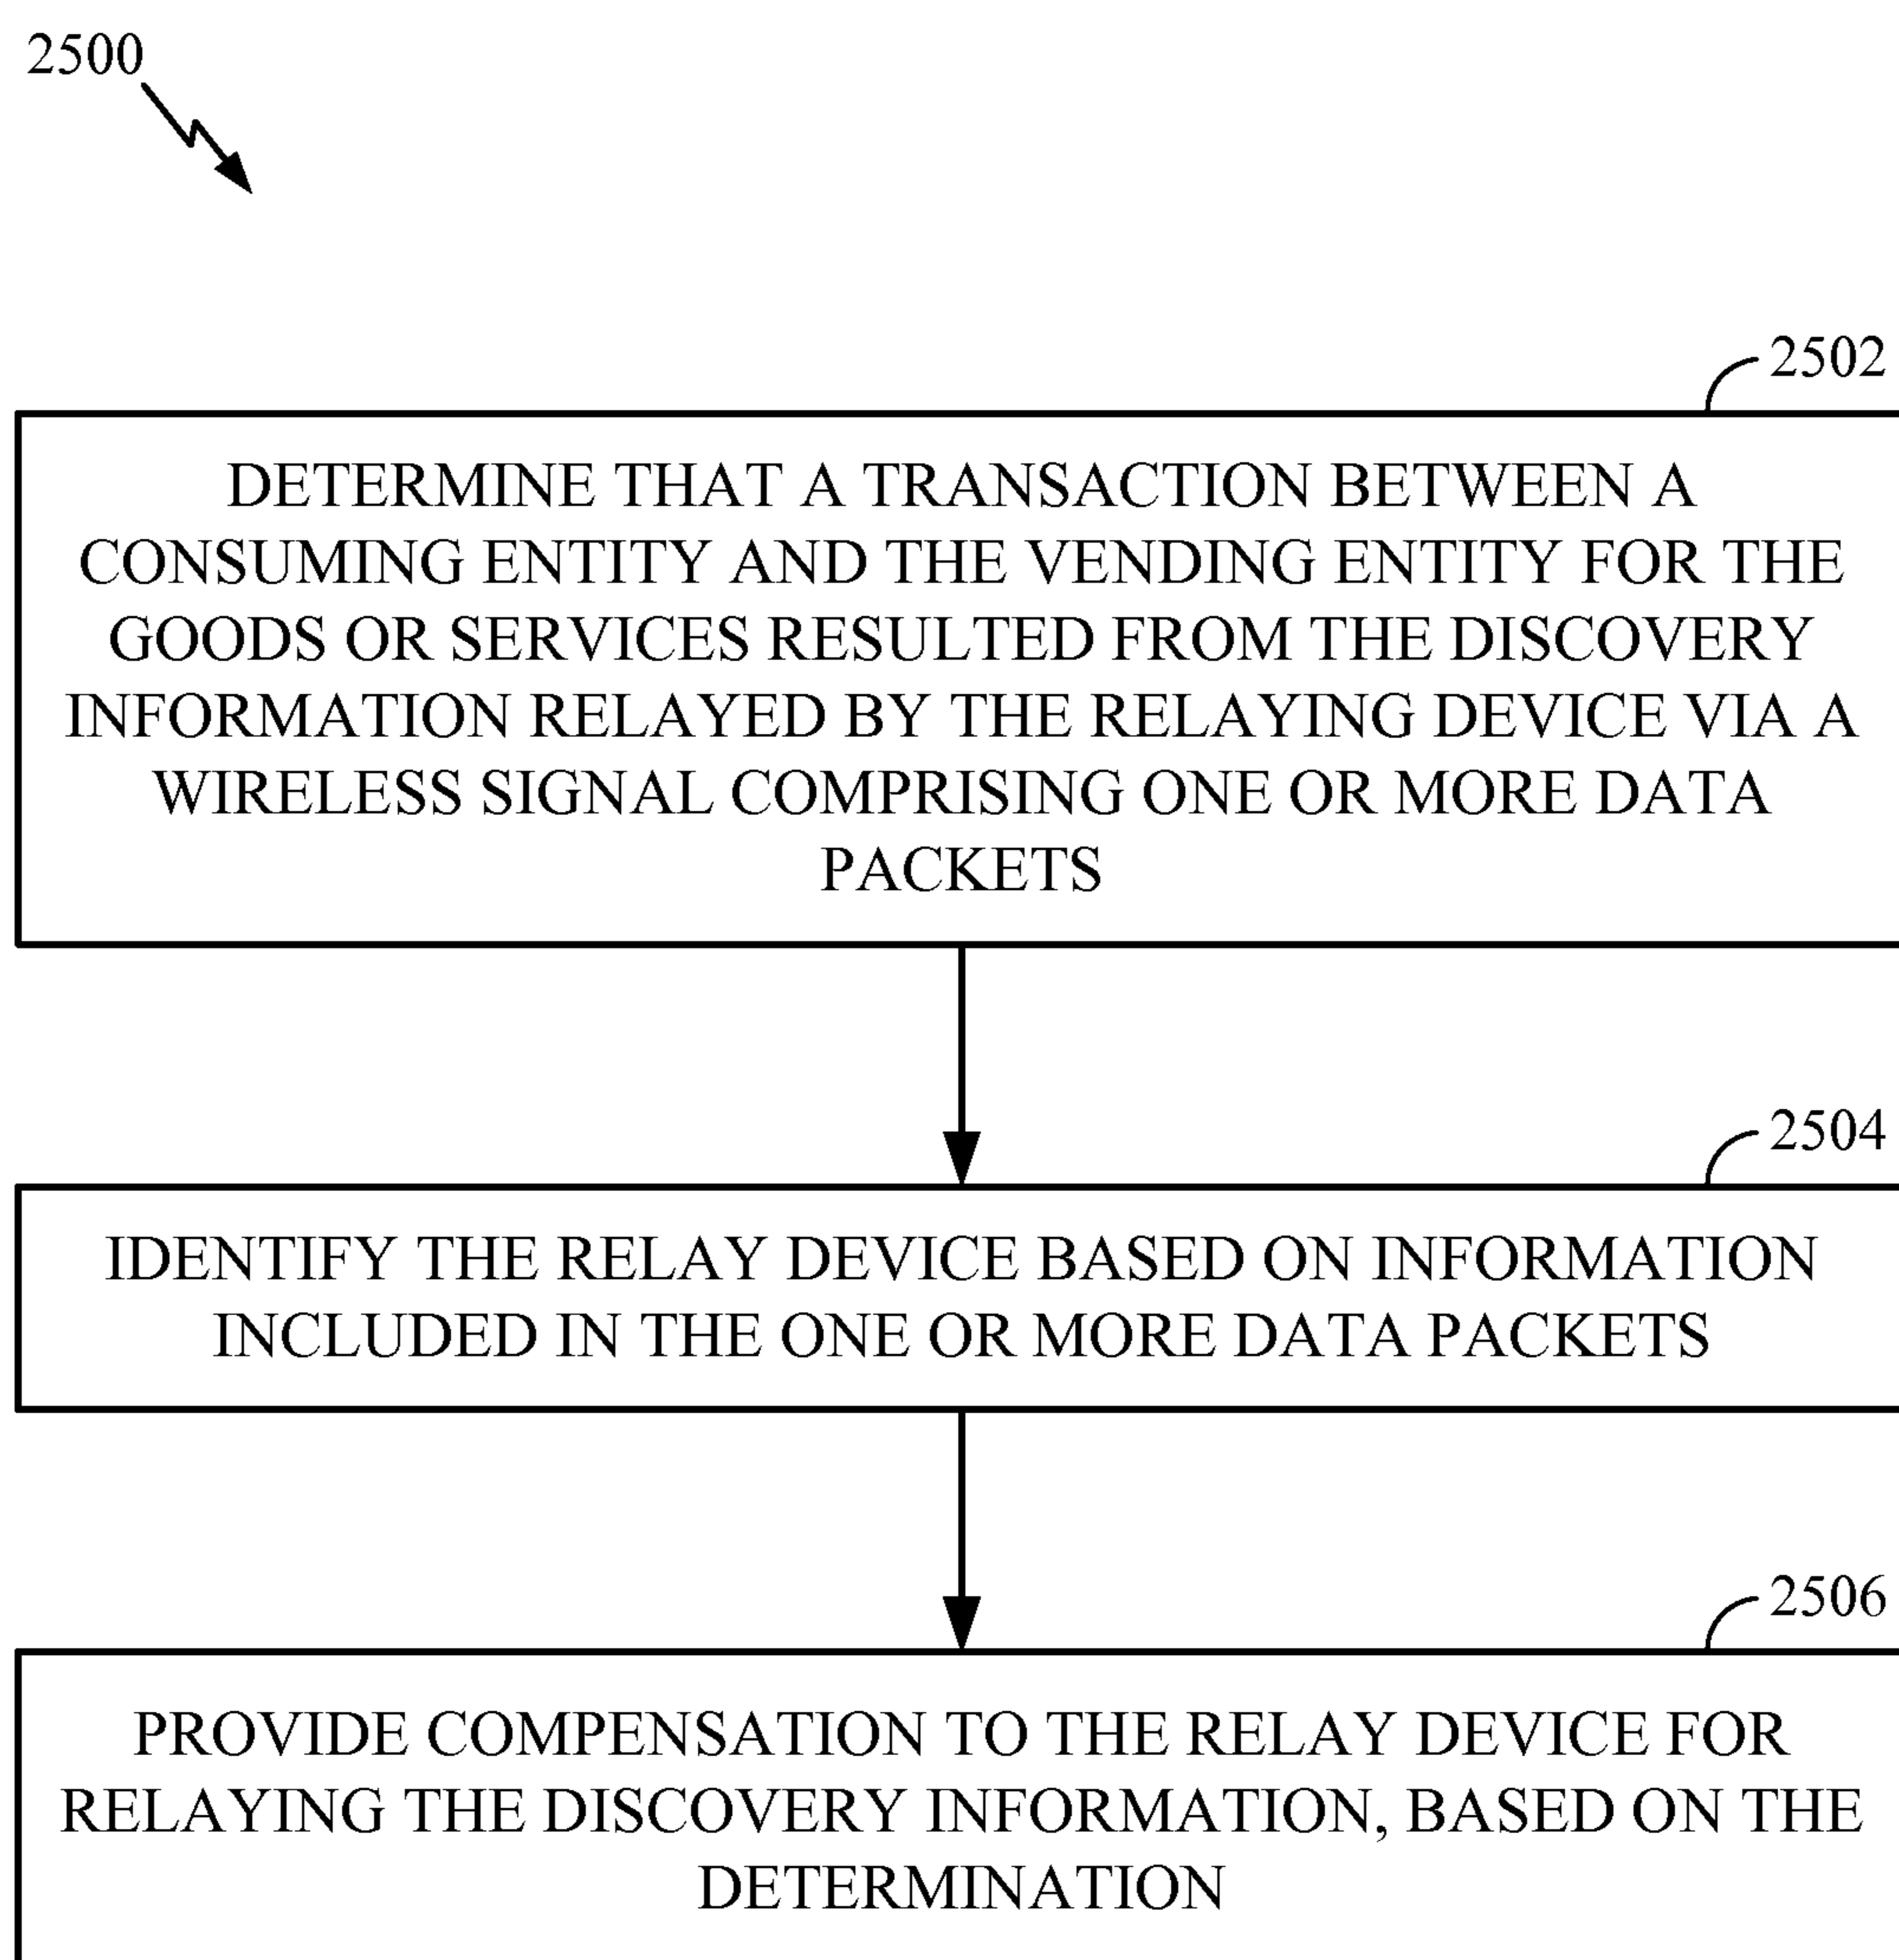 2500
2502
DETERMINE THAT A TRANSACTION BETWEEN A
CONSUMING ENTITY AND THE VENDING ENTITY FOR THE
GOODS OR SERVICES RESULTED FROM THE DISCOVERY
INFORMATION RELAYED BY THE RELAYING DEVICE VIA A
WIRELESS SIGNAL COMPRISING ONE OR MORE DATA
PACKETS
2504
IDENTIFY THE RELAY DEVICE BASED ON INFORMATION
INCLUDED IN THE ONE OR MORE DATA PACKETS
2506
PROVIDE COMPENSATION TO THE RELAY DEVICE FOR
RELAYING THE DISCOVERY INFORMATION, BASED ON THE
DETERMINATION